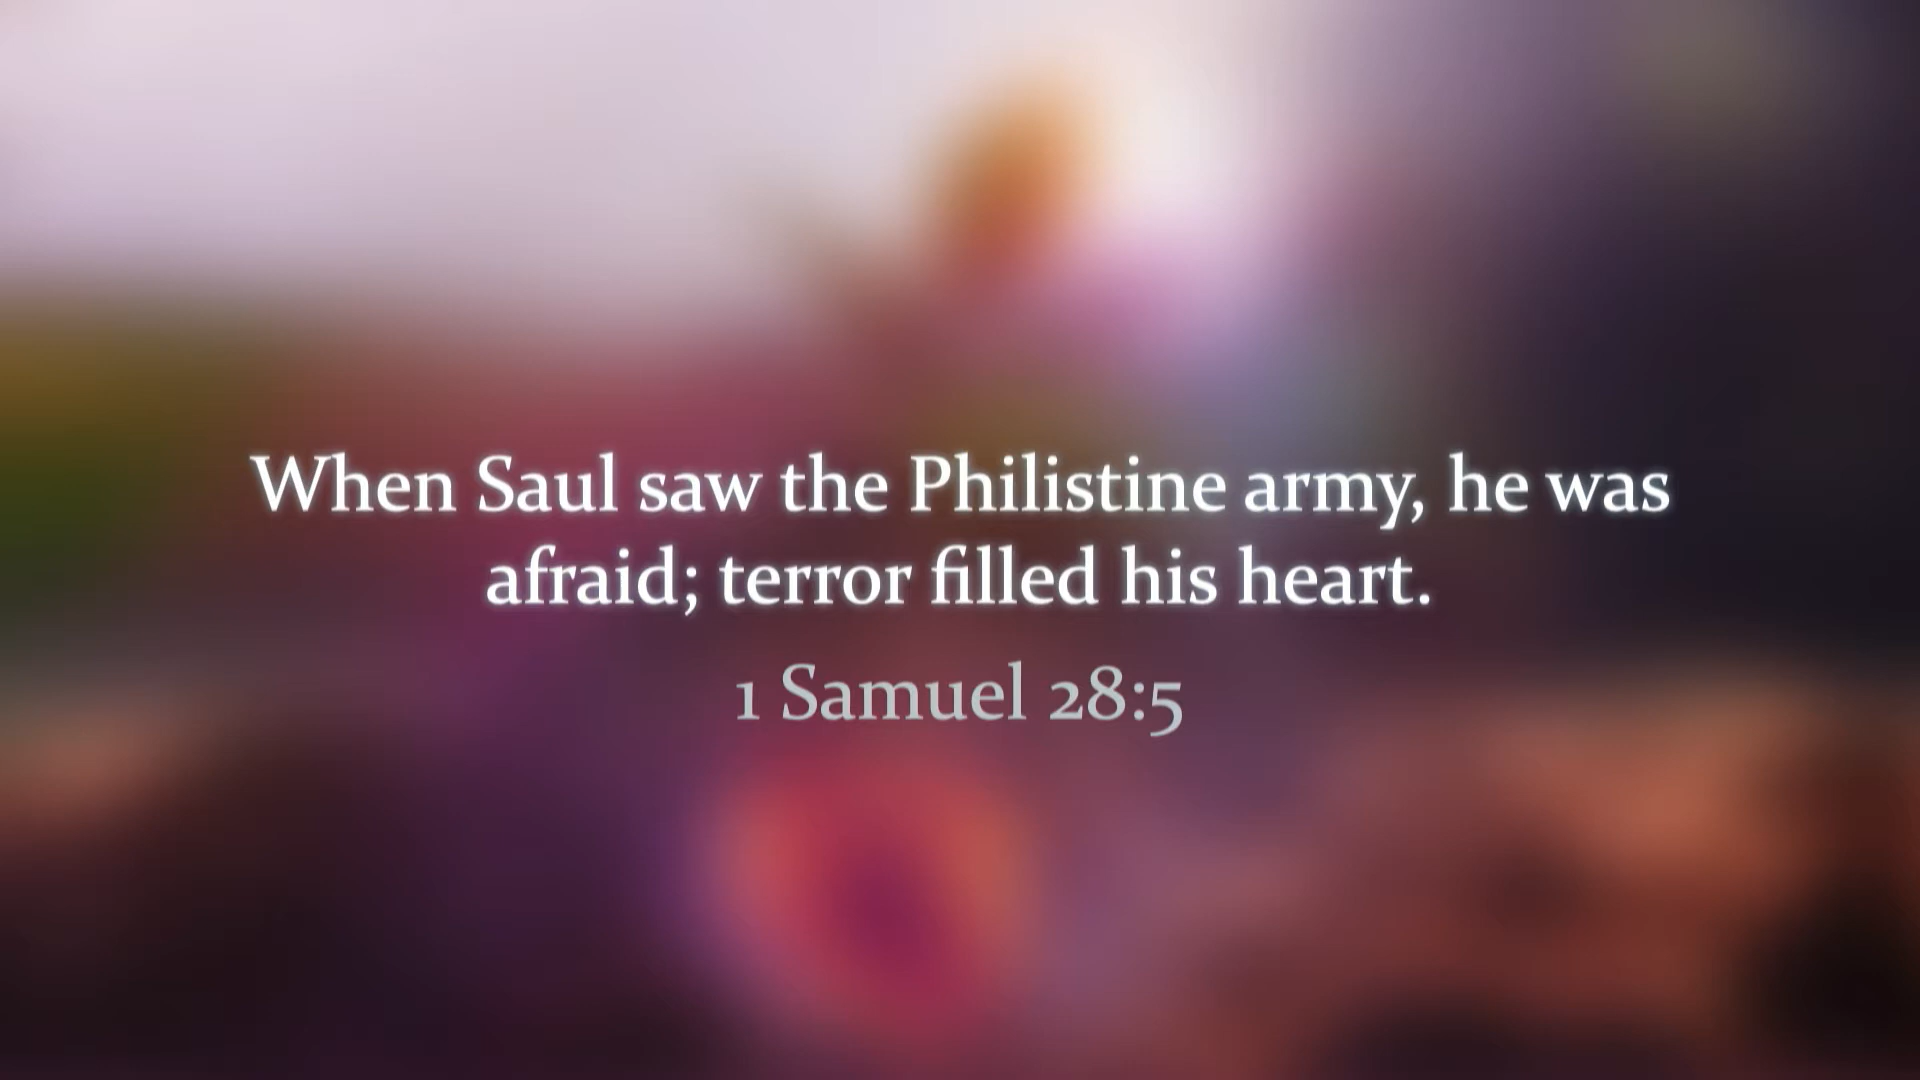 When Saul saw the Philistine army, he was
afraid; terror filled his heart.
1 Samuel 28:5